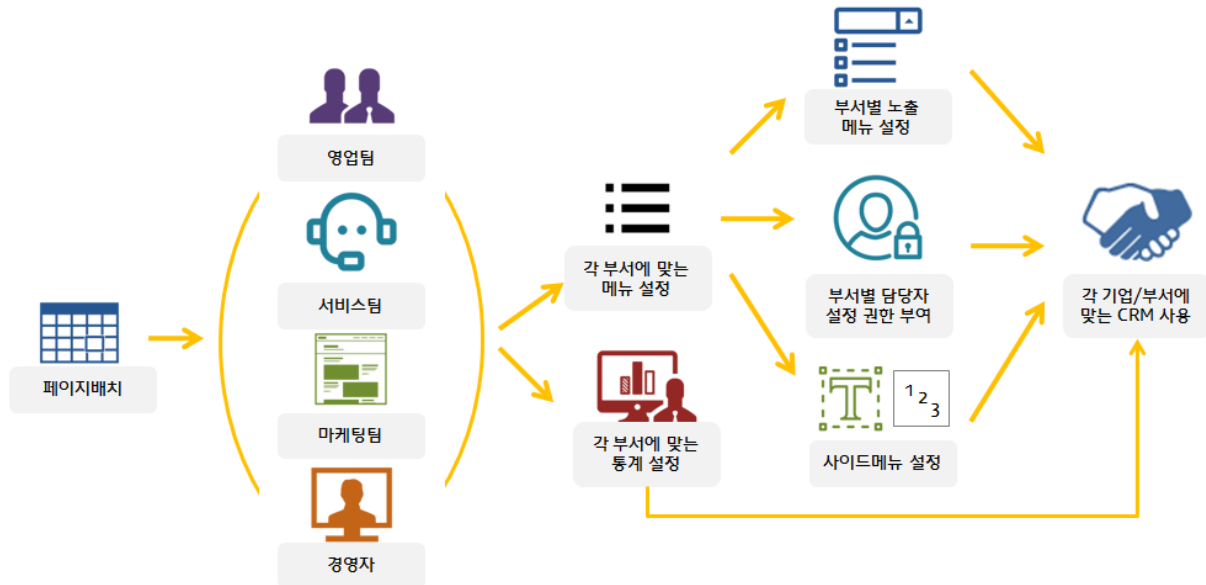 페이지배치
영업팀
서비스팀
마케팅팀
경영자
각 부서에 맞는
메뉴 설정
각 부서에 맞는
통계 설정
부서별 노출
메뉴 설정
부서별 담당자
설정 권한 부여
T
1
2
3
사이드메뉴 설정
각 기업/부서에
맞는 CRM 사용